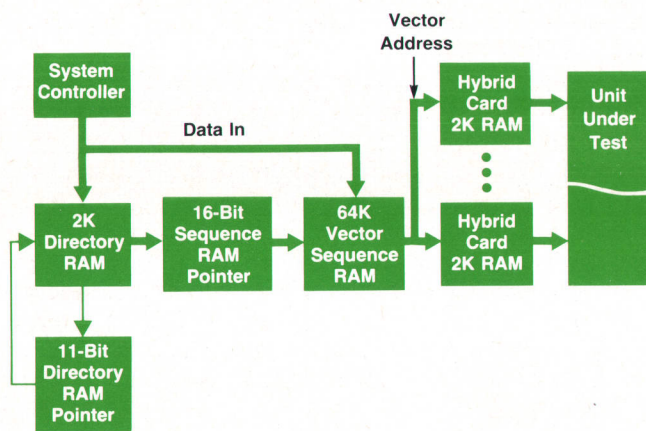 Vector
Address
System
Controller
Data In
Hybrid
Card
2K RAM
Unit
Under
Test
2K
Directory
RAM
16-Bit
Sequence
RAM
Pointer
64K
Vector
Sequence
RAM
Hybrid
Card
2K RAM
11-Bit
Directory
RAM
Pointer